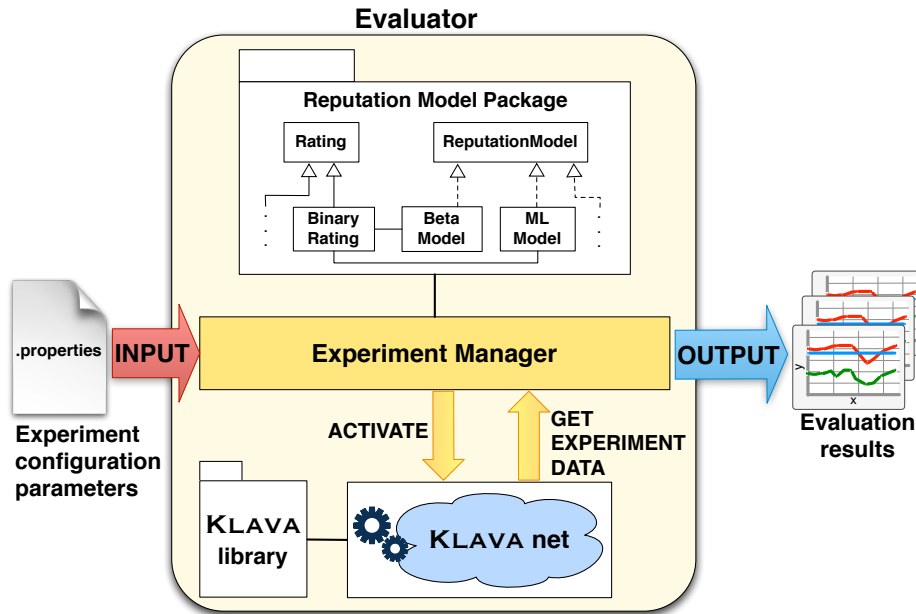 Evaluator
Reputation Model Package
Rating
ReputationModel
Binary
Rating
Beta
Model
ML
Model
.properties
INPUT
Experiment Manager
OUTPUT
y
x
Experiment
configuration
parameters
Evaluation
results
ACTIVATE
GET
EXPERIMENT
DATA
KLAVA
library
KLAVA net